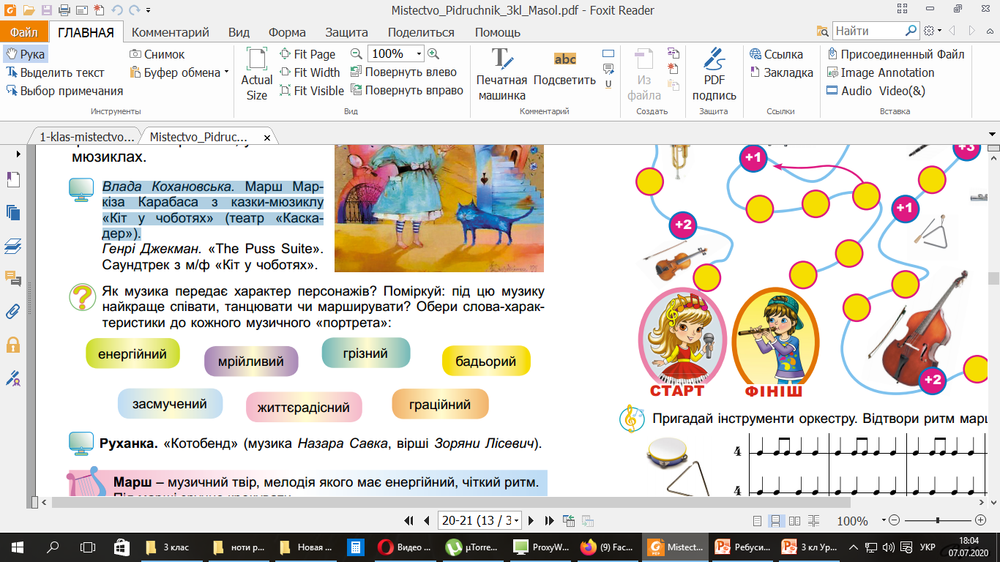 Mistectvo_Pidruchnik_3kl_Masol.pdf - Foxit Reader
Файл
ГЛАВНАЯ
Комментарий
Вид
Форма
Защита
Поделиться
Помощь
Найти
Рука
Выделить текст
Выбор примечания
Снимок
Буфер обмена
Инструменты
Actual
Size
Fit Page
Fit Width
Fit Visible
100%
Повернуть влево
Повернуть вправо
Вид
Печатная
машинка
Подсветить
Комментарий
Из
файла
Создать
PDF
подпись
Защита
Ссылка
Закладка
Ссылки
Присоединенный Файл
Image Annotation
Audio Video(&)
Вставка
1-klas-mistectvo...
Mistectvo_Pidruc...
мюзиклах.
Влада Кохановська. Марш Мар-
кіза Карабаса з казки-мюзиклу
«Кіт у чоботях» (театр «Каска-
дер»).
Генрі Джекман. «The Puss Suite».
Саундтрек з м/ф «Кіт у чоботях».
Як музика передає характер персонажів? Поміркуй: під цю музику
найкраще співати, танцювати чи марширувати? Обери слова-харак-
теристики до кожного музичного «портрета»:
енергійний
мрійливий
грізний
бадьорий
засмучений
життєрадісний
граційний
Руханка. «Котобенд» (музика Назара Савка, вірші Зоряни Лісевич).
Марш – музичний твір, мелодія якого має енергійний, чіткий ритм.
+1
+3
+2
+1
+2
СТАРТ
ФІНІШ
Пригадай інструменти оркестру. Відтвори ритм
4
4
20-21 (13 / 3
100%
3 клас
ноти р...
Новая ...
Видео ...
µTorre...
ProxyW...
(9) Fac...
Mistect...
Ребуси...
3 кл Ур...
УКР
18:04
07.07.2020